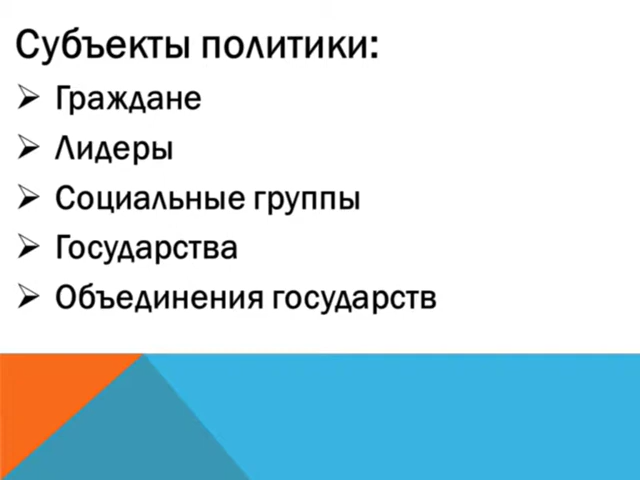 Субъекты политики:
➢ Граждане
➢ Лидеры
➢ Социальные группы
➢ Государства
➢ Объединения государств